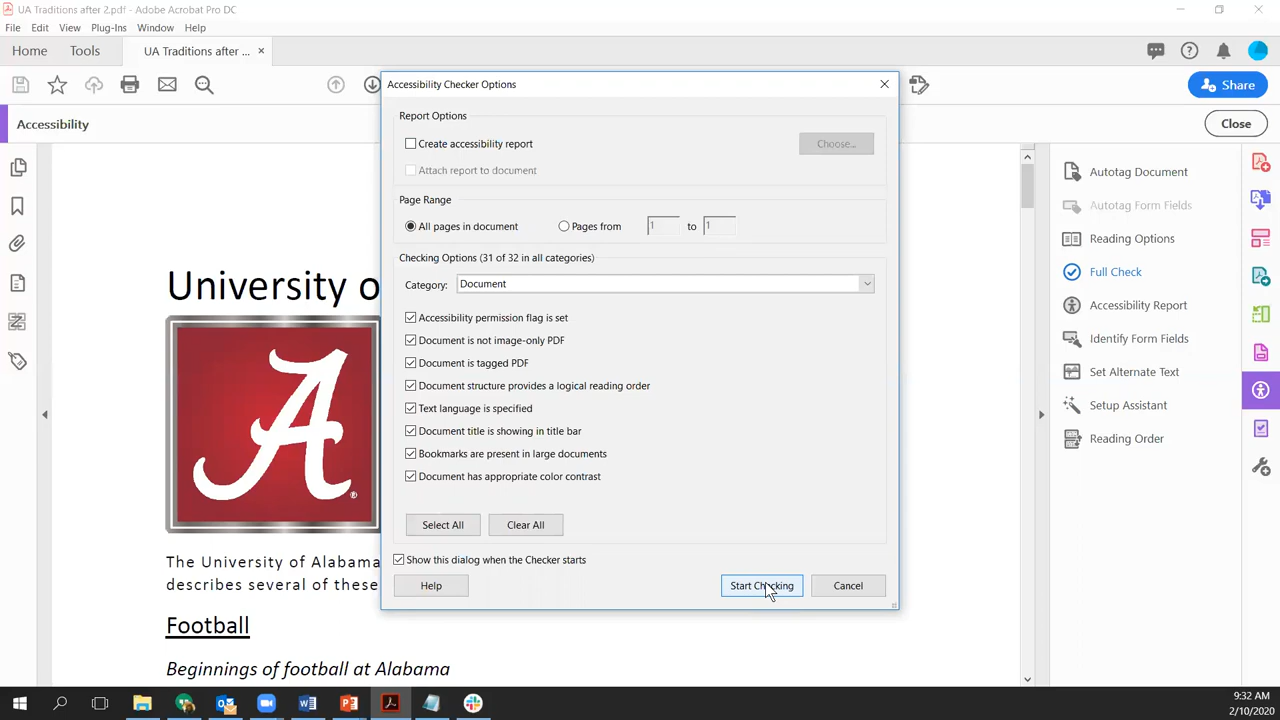 UA Traditions after 2.pdf - Adobe Acrobat Pro DC
File Edit View Plug-Ins Window Help
Home Tools UA Traditions after ... ×
Share
Accessibility
Close
Accessibility Checker Options
Report Options
Create accessibility report
Choose...
Attach report to document
Page Range
All pages in document
Pages from 1 to 1
Checking Options (31 of 32 in all categories)
Category: Document
Accessibility permission flag is set
Document is not image-only PDF
Document is tagged PDF
Document structure provides a logical reading order
Text language is specified
Document title is showing in title bar
Bookmarks are present in large documents
Document has appropriate color contrast
Select All
Clear All
Show this dialog when the Checker starts
Help
Start Checking
Cancel
University o
A
®
The University of Alabama
describes several of these
Football
Beginnings of football at Alabama
Autotag Document
Autotag Form Fields
Reading Options
Full Check
Accessibility Report
Identify Form Fields
Set Alternate Text
Setup Assistant
Reading Order
9:32 AM
2/10/2020